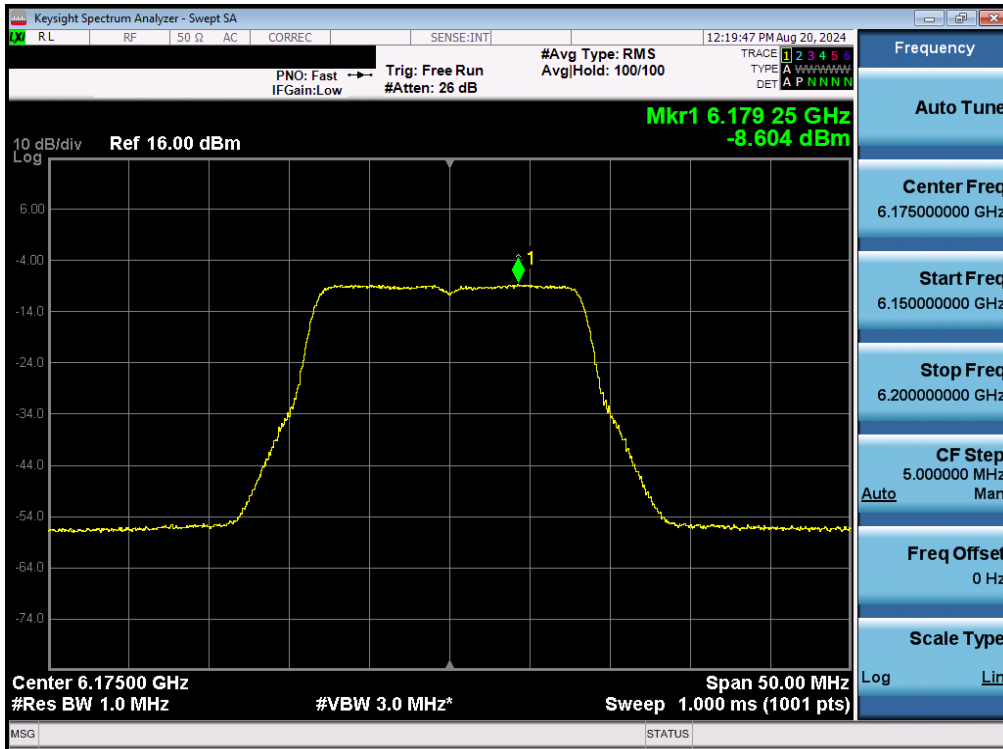 Keysight Spectrum Analyzer - Swept SA
LXI RL RF 50 Ω AC CORREC SENSE:INT 12:19:47 PM Aug 20, 2024
PNO: Fast
IFGain:Low
Trig: Free Run
#Atten: 26 dB
#Avg Type: RMS
Avg|Hold: 100/100
TRACE 1 2 3 4 5 6
TYPE A WWWWW
DET A P N N N N
Mkr1 6.179 25 GHz
-8.604 dBm
10 dB/div Ref 16.00 dBm
Log
6.00
-4.00
1
-14.0
-24.0
-34.0
-44.0
-54.0
-64.0
-74.0
Center 6.17500 GHz Span 50.00 MHz
#Res BW 1.0 MHz #VBW 3.0 MHz* Sweep 1.000 ms (1001 pts)
MSG STATUS
Frequency
Auto Tune
Center Freq
6.175000000 GHz
Start Freq
6.150000000 GHz
Stop Freq
6.200000000 GHz
CF Step
5.000000 MHz
Auto Man
Freq Offset
0 Hz
Scale Type
Log Lin